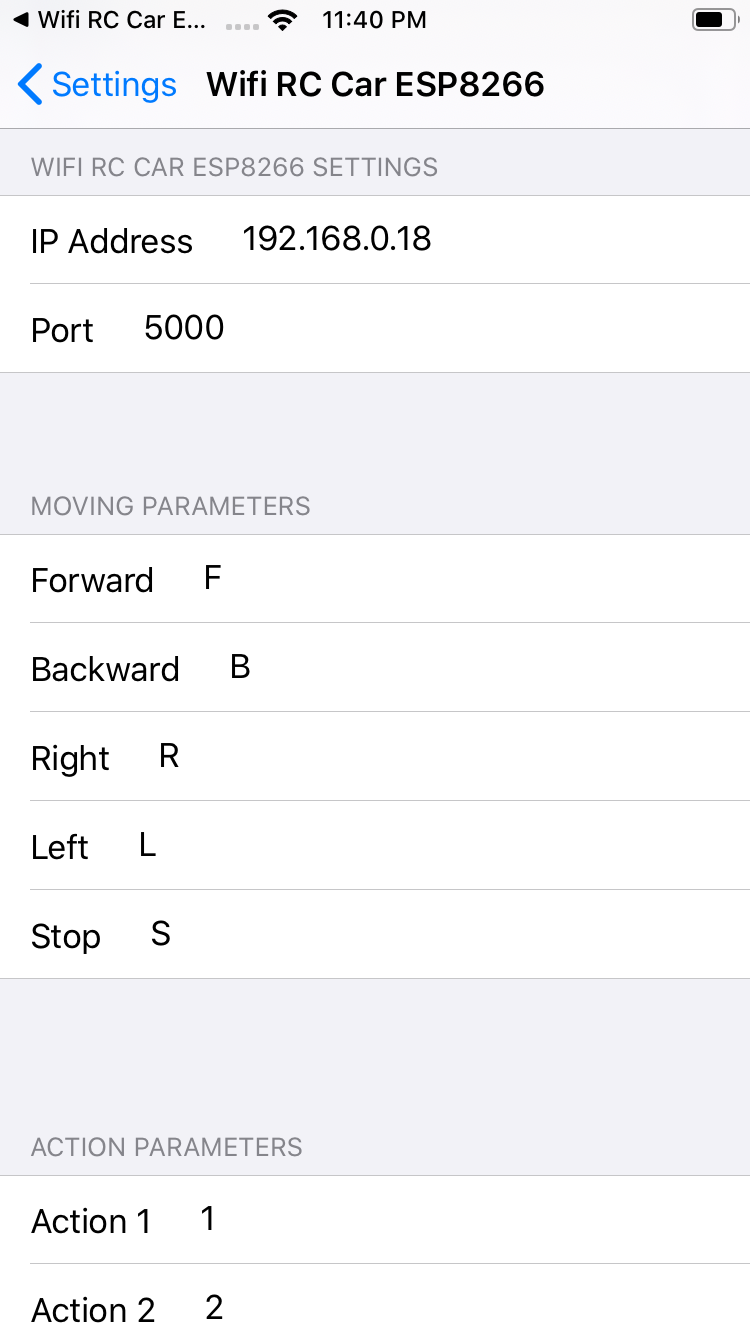 ◀ Wifi RC Car E... 11:40 PM
Settings Wifi RC Car ESP8266
WIFI RC CAR ESP8266 SETTINGS
IP Address 192.168.0.18
Port 5000
MOVING PARAMETERS
Forward F
Backward B
Right R
Left L
Stop S
ACTION PARAMETERS
Action 1 1
Action 2 2